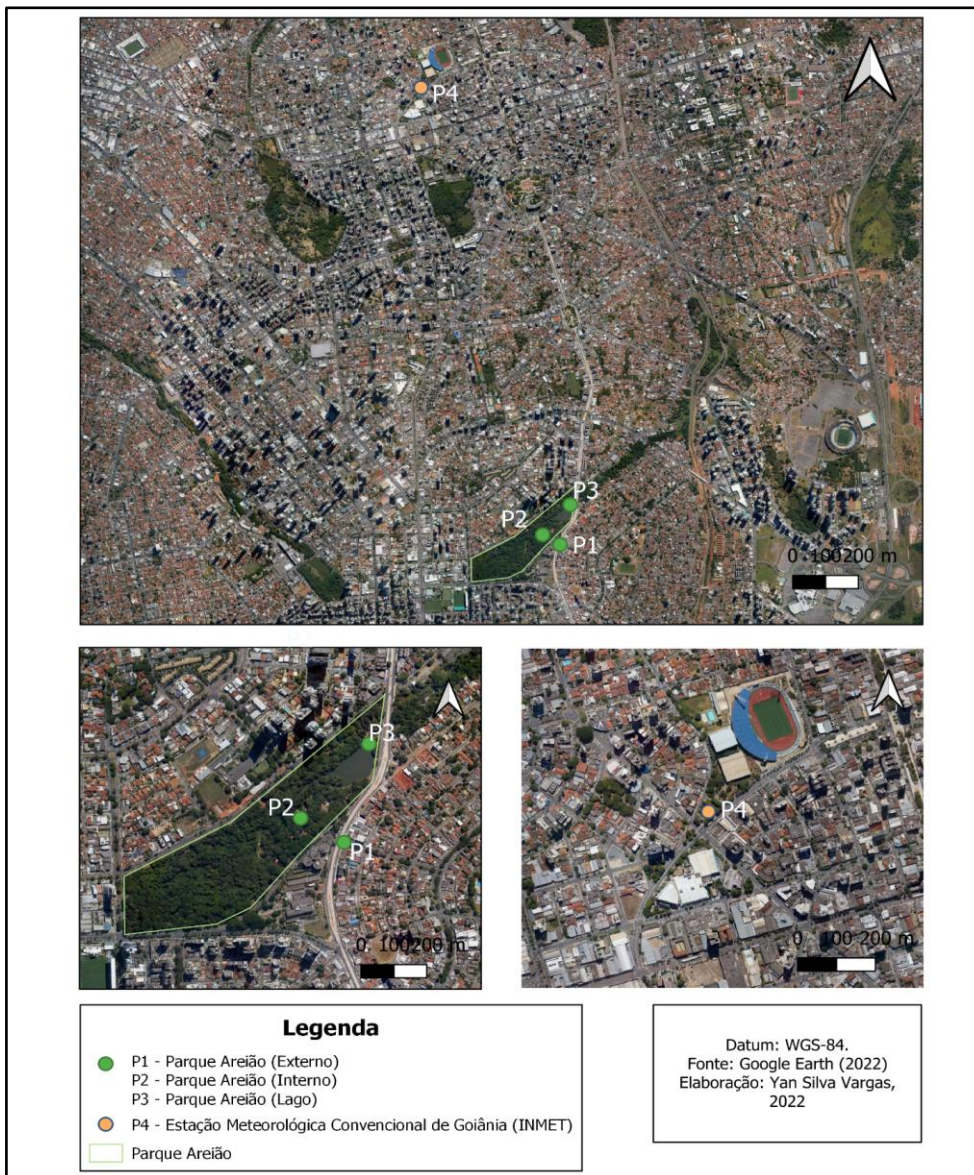 P4
P3
P2
P1
0 100200 m
P3
P2
P1
0 100200 m
P4
0 100 200 m
Legenda
P1 - Parque Areião (Externo)
P2 - Parque Areião (Interno)
P3 - Parque Areião (Lago)
P4 - Estação Meteorológica Convencional de Goiânia (INMET)
Parque Areião
Datum: WGS-84.
Fonte: Google Earth (2022)
Elaboração: Yan Silva Vargas,
2022